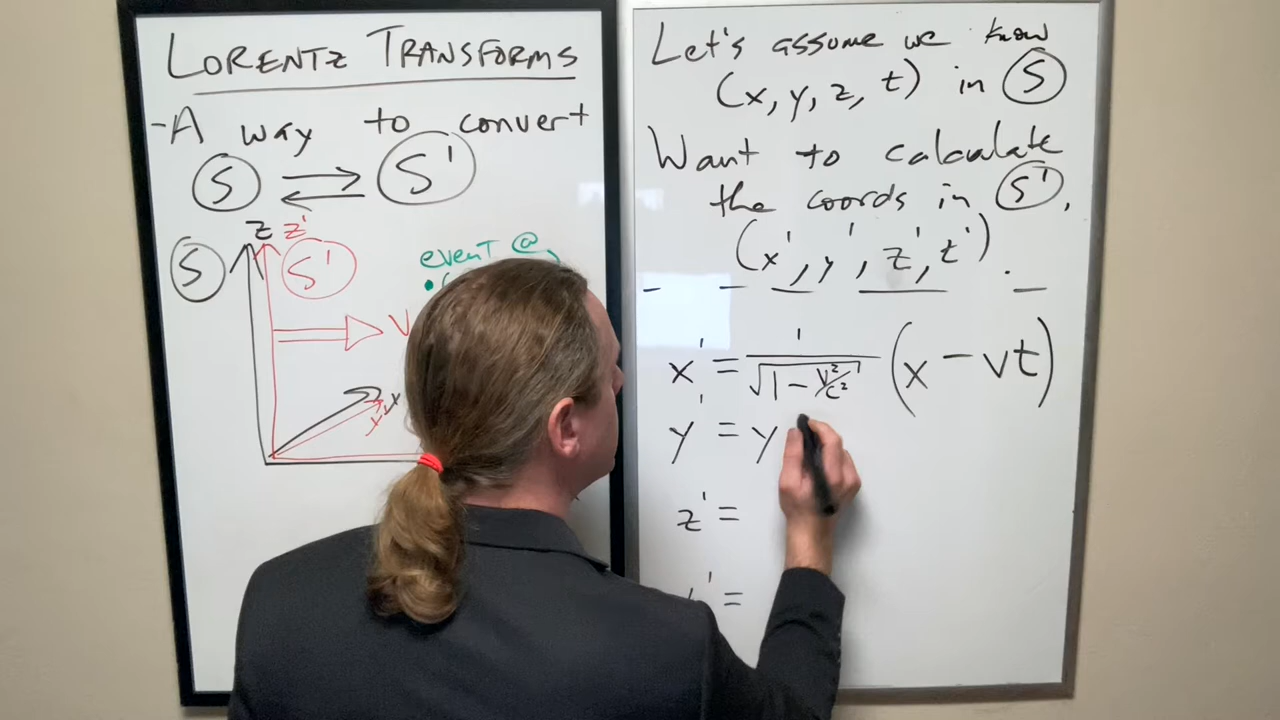 LORENTZ TRANSFORMS
-A way to convert
S ⇄ S'
z z'
S S'
event @
V
x
y
Let's assume we know
(x, y, z, t) in S
Want to calculate
the coords in S'.
(x', y', z', t').
x' = 1/√(1 - v²/c²) (x - vt)
y' = y
z' =
' =